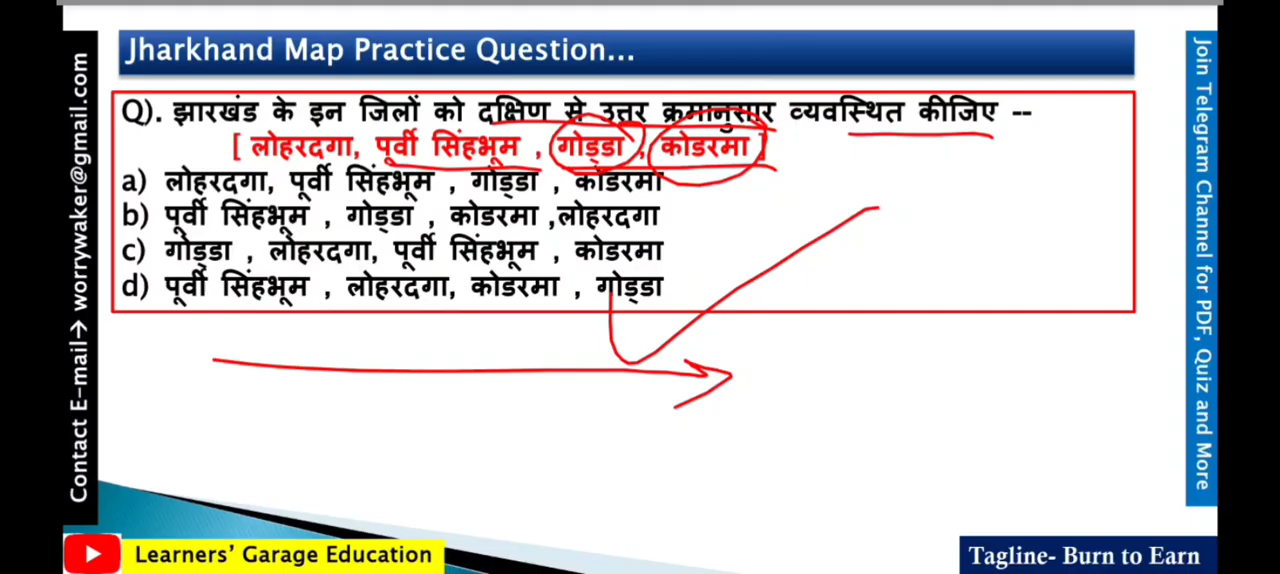 Jharkhand Map Practice Question...
Q). झारखंड के इन जिलों को दक्षिण से उत्तर क्रमानुसार व्यवस्थित कीजिए --
[ लोहरदगा, पूर्वी सिंहभूम , गोड्डा , कोडरमा ]
a) लोहरदगा, पूर्वी सिंहभूम , गोड्डा , कोडरमा
b) पूर्वी सिंहभूम , गोड्डा , कोडरमा ,लोहरदगा
c) गोड्डा , लोहरदगा, पूर्वी सिंहभूम , कोडरमा
d) पूर्वी सिंहभूम , लोहरदगा, कोडरमा , गोड्डा
Contact E-mail→ worrywaker@gmail.com
Join Telegram Channel for PDF, Quiz and More
Learners’ Garage Education
Tagline- Burn to Earn